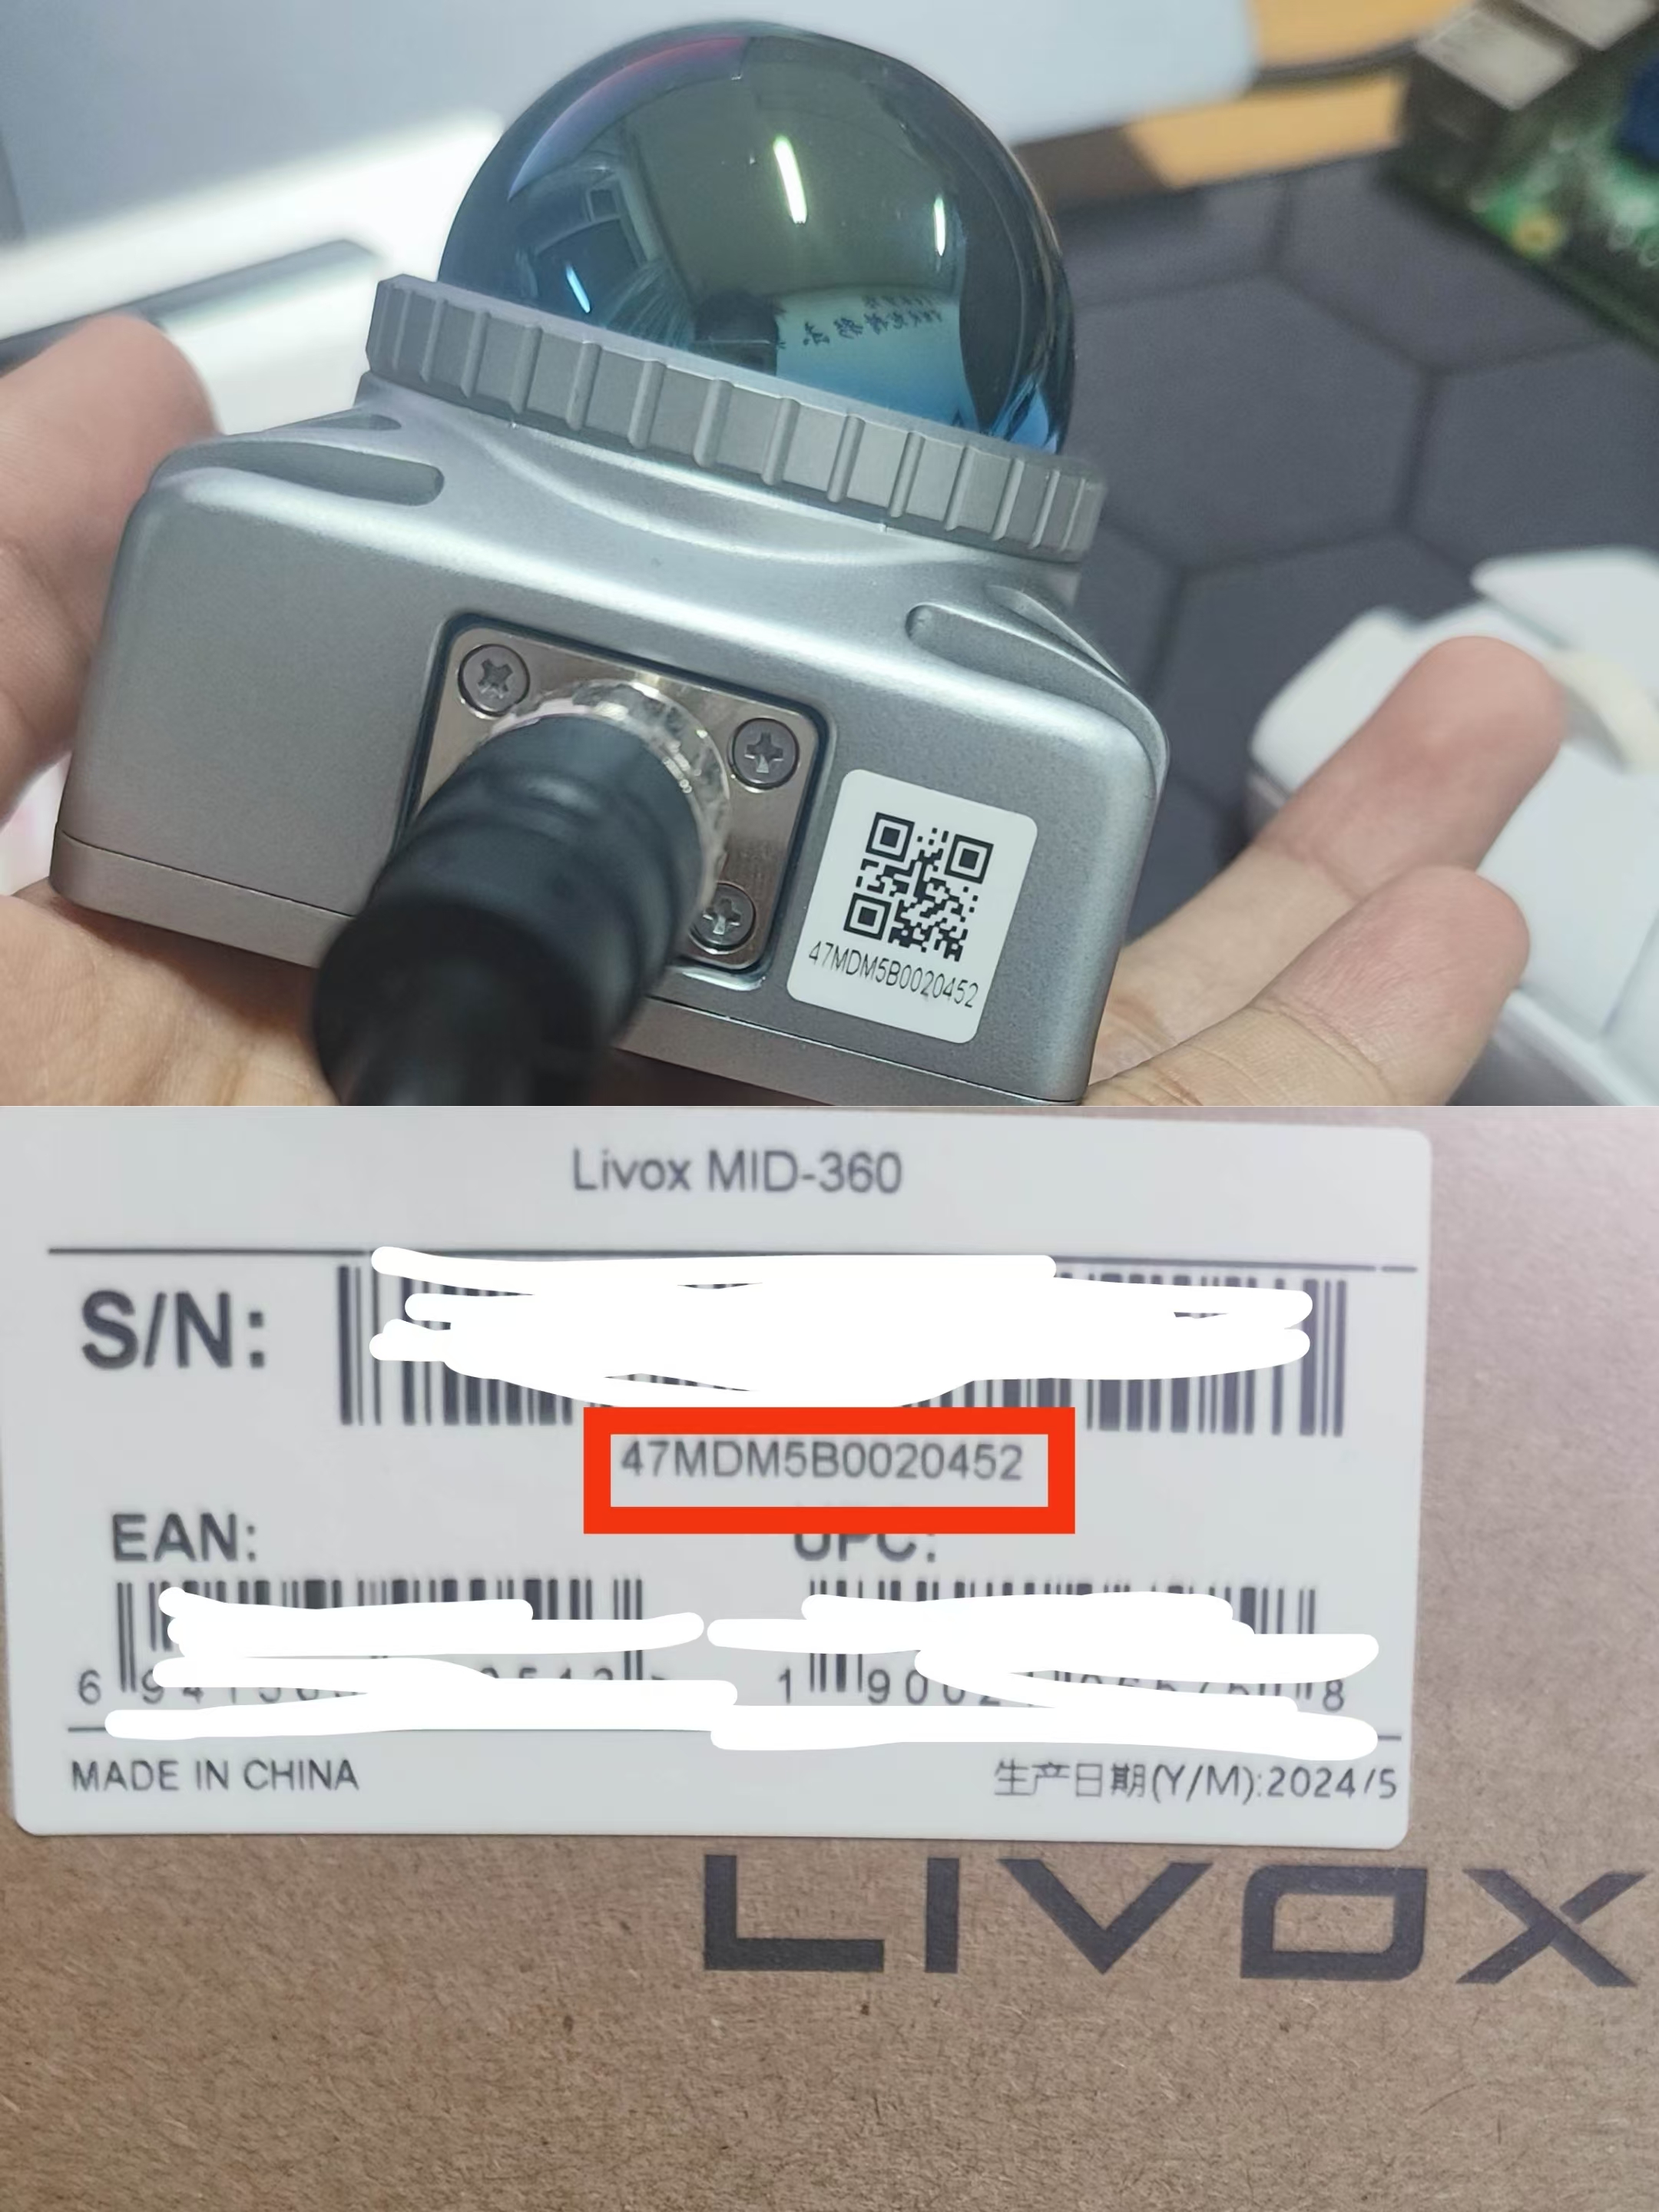 47MDM5B0020452
Livox MID-360
S/N:
47MDM5B0020452
EAN:
UPC:
MADE IN CHINA
生产日期(Y/M):2024/5
LIVOX